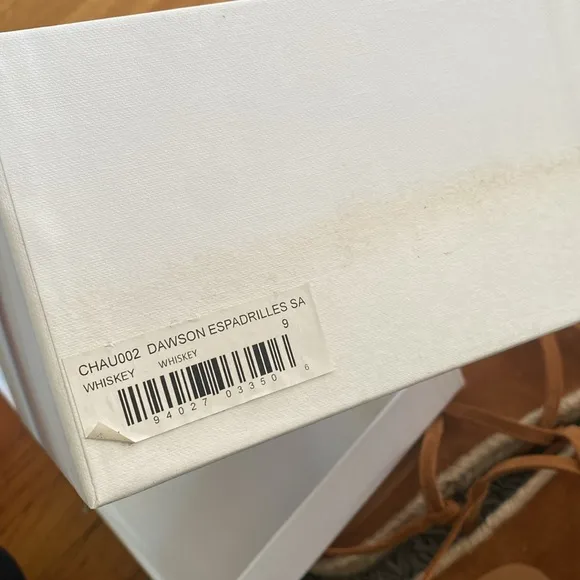 CHAU002 DAWSON ESPADRILLES SA
WHISKEY WHISKEY 9
94027 03350 6